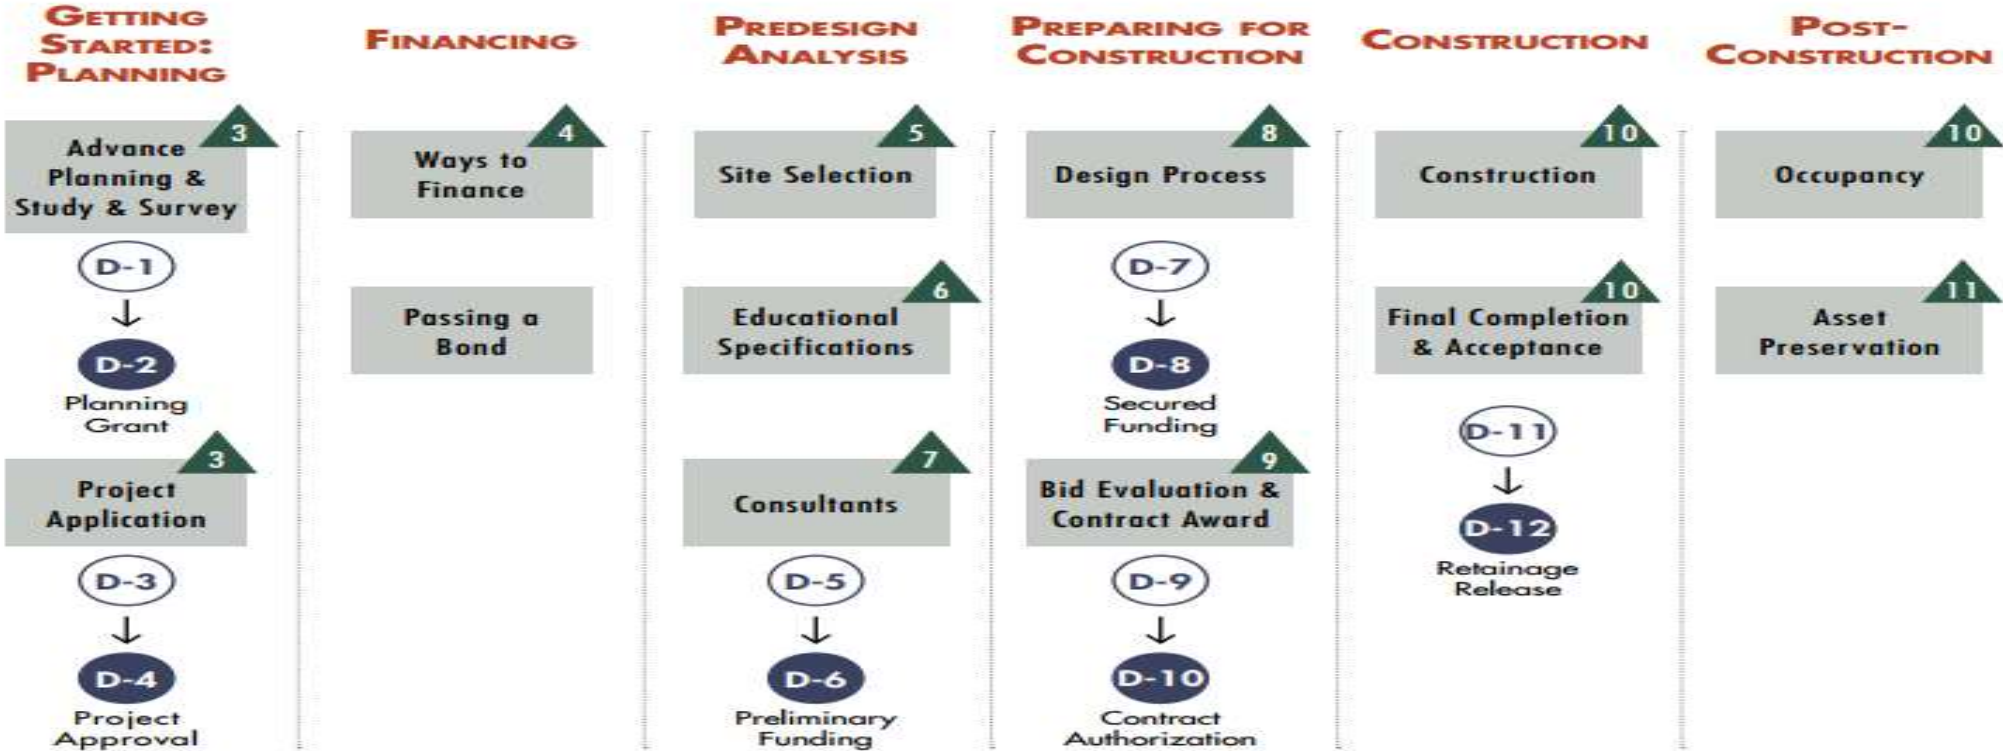 GETTING
STARTED:
PLANNING
3
Advance
Planning &
Study & Survey
D-1
D-2
Planning
Grant
3
Project
Application
D-3
D-4
Project
Approval
FINANCING
4
Ways to
Finance
Passing a
Bond
PREDESIGN
ANALYSIS
5
Site Selection
6
Educational
Specifications
7
Consultants
D-5
D-6
Preliminary
Funding
PREPARING FOR
CONSTRUCTION
8
Design Process
D-7
D-8
Secured
Funding
9
Bid Evaluation &
Contract Award
D-9
D-10
Contract
Authorization
CONSTRUCTION
10
Construction
10
Final Completion
& Acceptance
D-11
D-12
Retainage
Release
POST-
CONSTRUCTION
10
Occupancy
11
Asset
Preservation